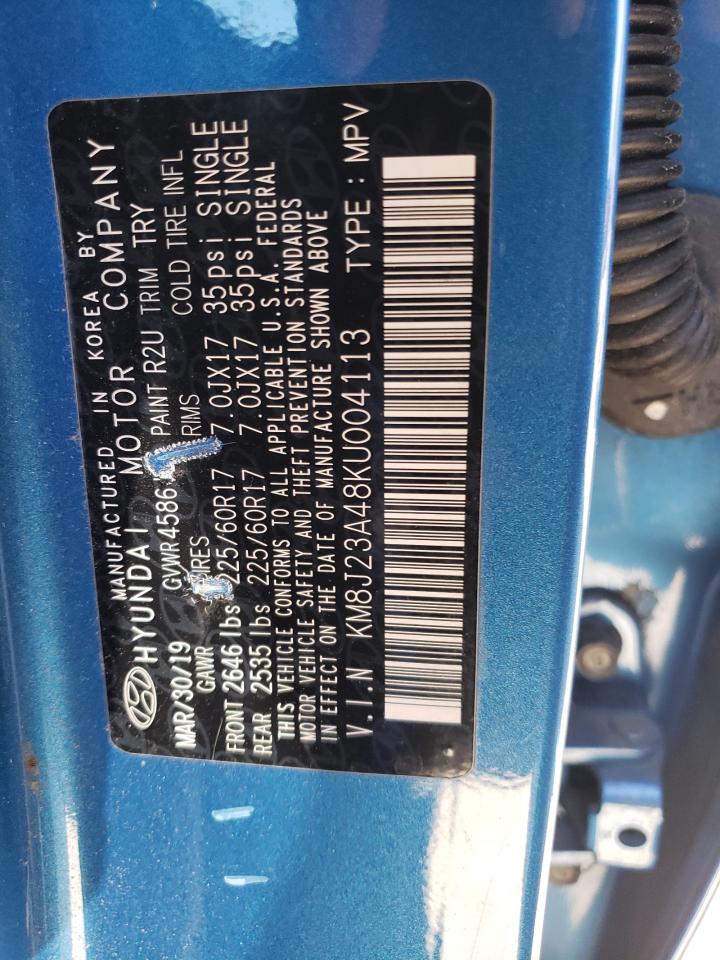 MANUFACTURED IN KOREA BY
HYUNDAI MOTOR COMPANY
MAR/30/19 GVWR 4586 PAINT R2U TRIM TRY
GAWR RMS COLD TIRE INFL
FRONT 2646 lbs 225/60R17 7.0JX17 35psi SINGLE
REAR 2535 lbs 225/60R17 7.0JX17 35psi SINGLE
THIS VEHICLE CONFORMS TO ALL APPLICABLE U.S.A. FEDERAL
MOTOR VEHICLE SAFETY AND THEFT PREVENTION STANDARDS
IN EFFECT ON THE DATE OF MANUFACTURE SHOWN ABOVE
V.I.N KM8J23A48KU004113 TYPE : MPV